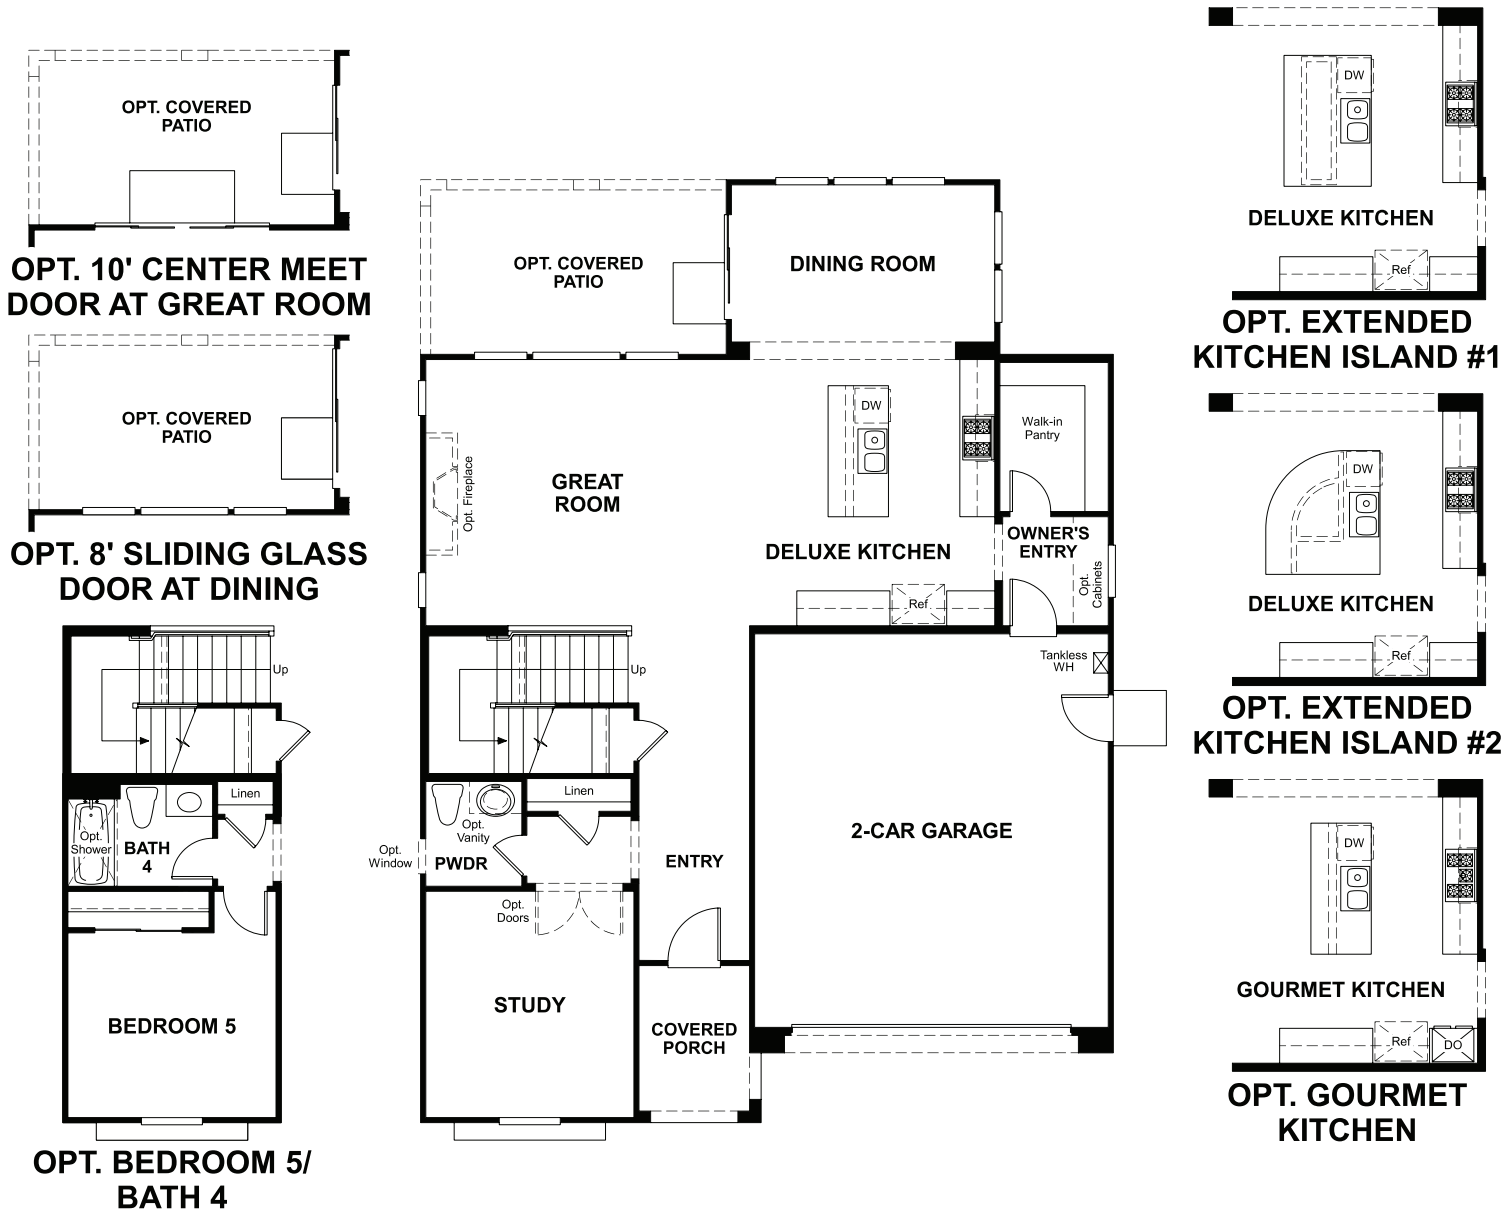 OPT. COVERED
PATIO
OPT. 10' CENTER MEET
DOOR AT GREAT ROOM
OPT. COVERED
PATIO
OPT. 8' SLIDING GLASS
DOOR AT DINING
Up
Linen
Opt.
Shower
BATH
4
BEDROOM 5
OPT. BEDROOM 5/
BATH 4
OPT. COVERED
PATIO
DINING ROOM
DW
Walk-in
Pantry
GREAT
ROOM
Opt. Fireplace
DELUXE KITCHEN
OWNER'S
ENTRY
Opt.
Cabinets
Ref
Up
Tankless
WH
Linen
Opt.
Vanity
Opt.
Window
PWDR
ENTRY
2-CAR GARAGE
Opt.
Doors
STUDY
COVERED
PORCH
DW
DELUXE KITCHEN
Ref
OPT. EXTENDED
KITCHEN ISLAND #1
DW
DELUXE KITCHEN
Ref
OPT. EXTENDED
KITCHEN ISLAND #2
DW
GOURMET KITCHEN
Ref
DO
OPT. GOURMET
KITCHEN